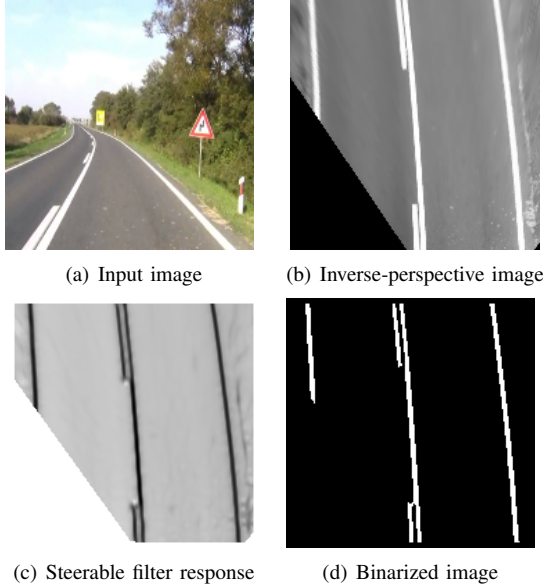 (a) Input image
(b) Inverse-perspective image
(c) Steerable filter response
(d) Binarized image